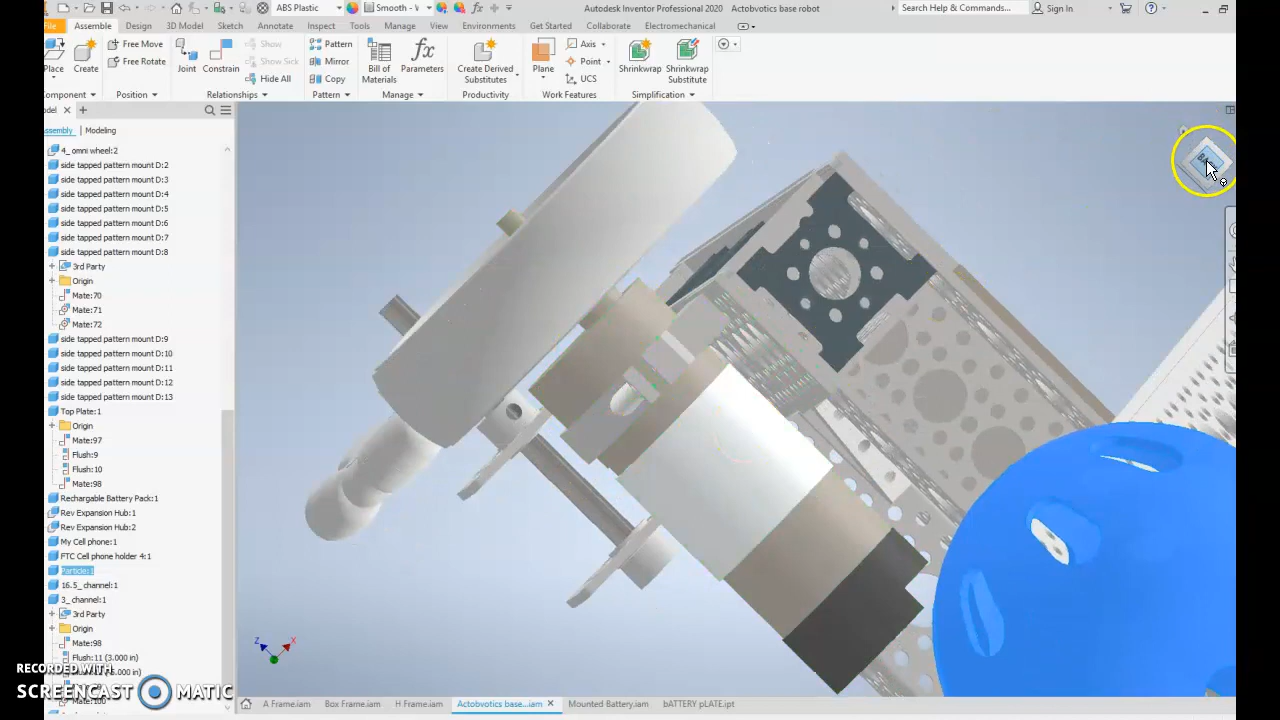 ABS Plastic
Smooth -
Autodesk Inventor Professional 2020
Actobvotics base robot
Search Help & Commands...
Sign In
File
Assemble
Design
3D Model
Sketch
Annotate
Inspect
Tools
Manage
View
Environments
Get Started
Collaborate
Electromechanical
Place
Create
Free Move
Free Rotate
Joint
Constrain
Show
Show Sick
Hide All
Pattern
Mirror
Copy
Bill of
Materials
Parameters
Create Derived
Substitutes
Plane
Axis
Point
UCS
Shrinkwrap
Shrinkwrap
Substitute
omponent
Position
Relationships
Pattern
Manage
Productivity
Work Features
Simplification
odel
ssembly
Modeling
4_ omni wheel:2
side tapped pattern mount D:2
side tapped pattern mount D:3
side tapped pattern mount D:4
side tapped pattern mount D:5
side tapped pattern mount D:6
side tapped pattern mount D:7
side tapped pattern mount D:8
3rd Party
Origin
Mate:70
Mate:71
Mate:72
side tapped pattern mount D:9
side tapped pattern mount D:10
side tapped pattern mount D:11
side tapped pattern mount D:12
side tapped pattern mount D:13
Top Plate:1
Origin
Mate:97
Flush:9
Flush:10
Mate:98
Rechargable Battery Pack:1
Rev Expansion Hub:1
Rev Expansion Hub:2
My Cell phone:1
FTC Cell phone holder 4:1
Particle:1
16.5_ channel:1
3_ channel:1
3rd Party
Origin
Mate:98
Flush:11 (3.000 in)
Z
X
RECORDED WITH
SCREENCAST MATIC
A Frame.iam
Box Frame.iam
H Frame.iam
Actobvotics base...iam
Mounted Battery.iam
bATTERY pLATE.ipt